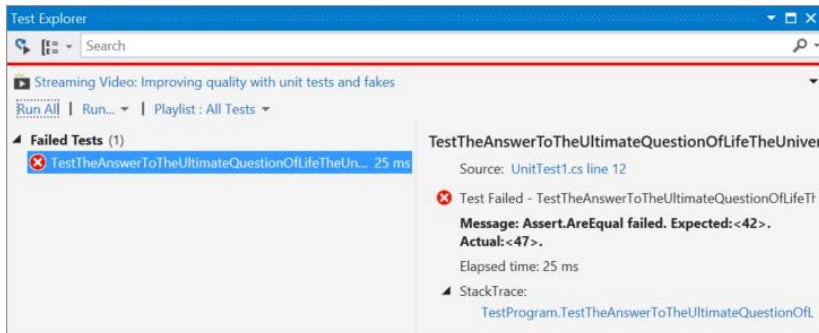 Test Explorer
Search
Streaming Video: Improving quality with unit tests and fakes
Run All | Run... | Playlist : All Tests
Failed Tests (1)
TestTheAnswerToTheUltimateQuestionOfLifeTheUn... 25 ms
TestTheAnswerToTheUltimateQuestionOfLifeTheUniver
Source: UnitTest1.cs line 12
Test Failed - TestTheAnswerToTheUltimateQuestionOfLifeTh
Message: Assert.AreEqual failed. Expected:<42>.
Actual:<47>.
Elapsed time: 25 ms
StackTrace:
TestProgram.TestTheAnswerToTheUltimateQuestionOfL